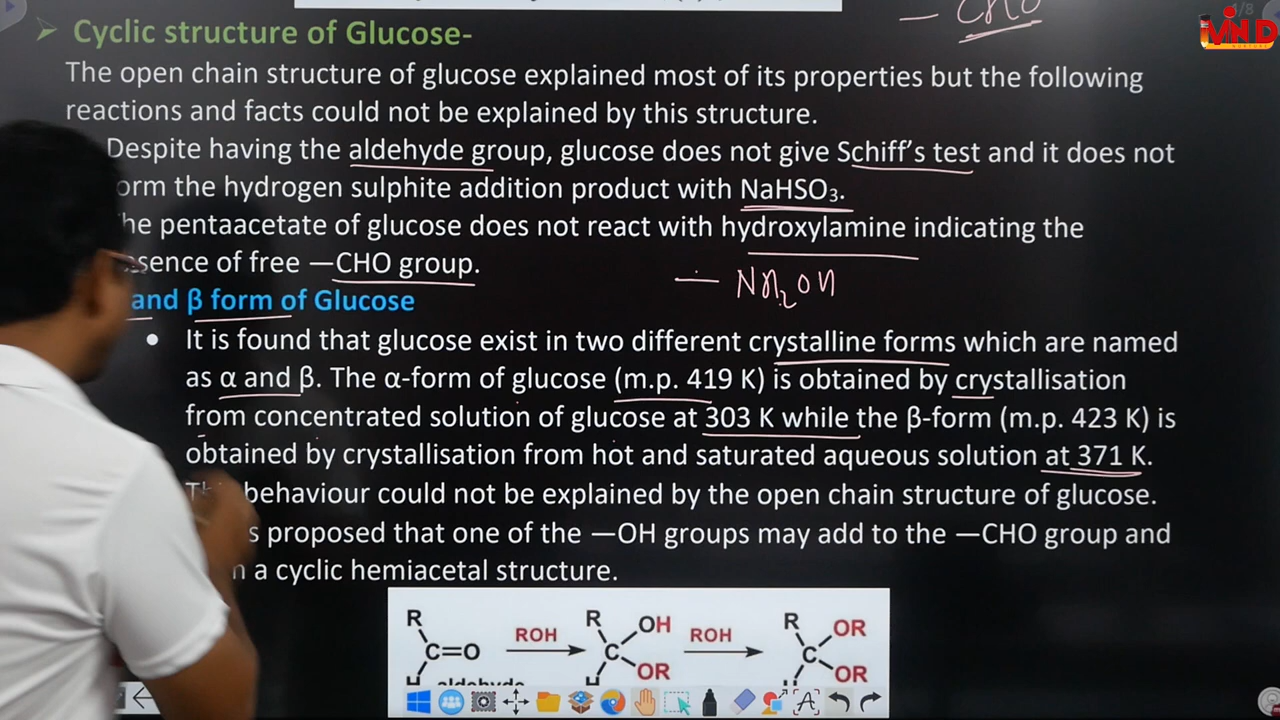 — CHO
1/8
iMIND
➤ Cyclic structure of Glucose-
The open chain structure of glucose explained most of its properties but the following
reactions and facts could not be explained by this structure.
Despite having the aldehyde group, glucose does not give Schiff's test and it does not
orm the hydrogen sulphite addition product with NaHSO₃.
he pentaacetate of glucose does not react with hydroxylamine indicating the
sence of free —CHO group.
— NH₂OH
and β form of Glucose
• It is found that glucose exist in two different crystalline forms which are named
as α and β. The α-form of glucose (m.p. 419 K) is obtained by crystallisation
from concentrated solution of glucose at 303 K while the β-form (m.p. 423 K) is
obtained by crystallisation from hot and saturated aqueous solution at 371 K.
behaviour could not be explained by the open chain structure of glucose.
s proposed that one of the —OH groups may add to the —CHO group and
a cyclic hemiacetal structure.
R R OH R OR
ROH ROH
C=O C C
H OR OR
aldehyde H